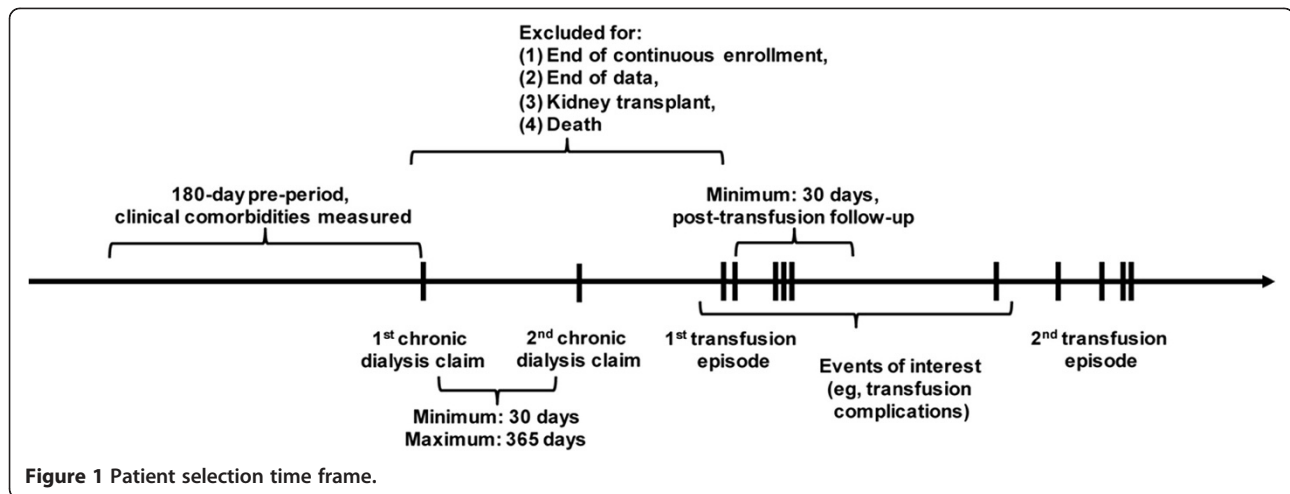 Excluded for:
(1) End of continuous enrollment,
(2) End of data,
(3) Kidney transplant,
(4) Death
180-day pre-period,
clinical comorbidities measured
Minimum: 30 days,
post-transfusion follow-up
1st chronic
dialysis claim
2nd chronic
dialysis claim
Minimum: 30 days
Maximum: 365 days
1st transfusion
episode
Events of interest
(eg, transfusion
complications)
2nd transfusion
episode
Figure 1 Patient selection time frame.